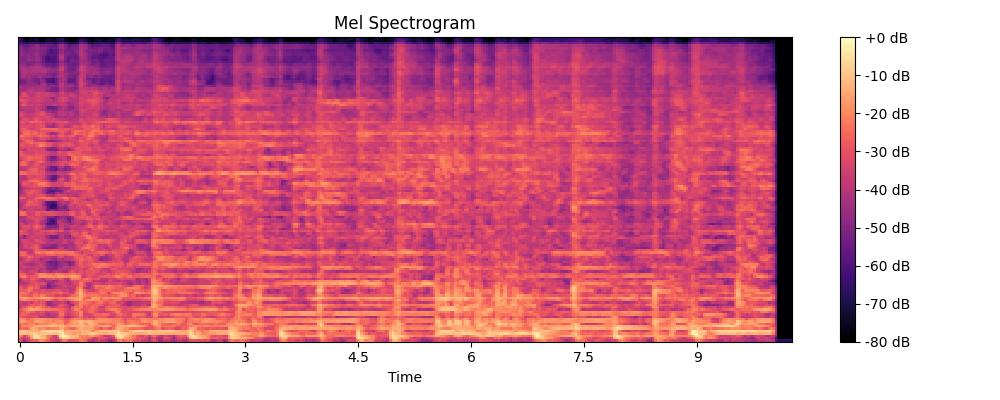 Mel Spectrogram
+0 dB
-10 dB
-20 dB
-30 dB
-40 dB
-50 dB
-60 dB
-70 dB
-80 dB
0 1.5 3 4.5 6 7.5 9
Time